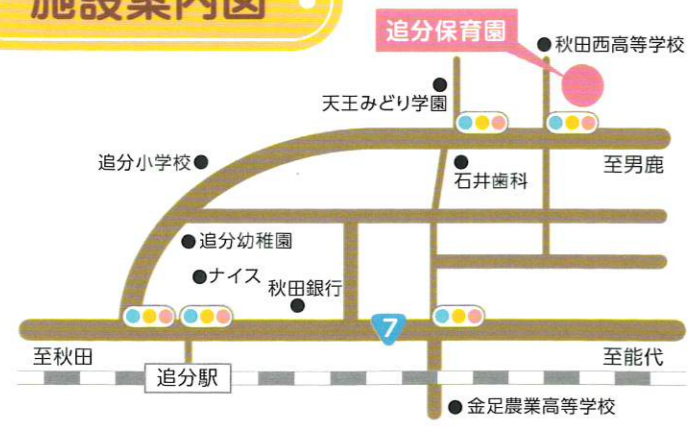 施設案内図
追分保育園
秋田西高等学校
天王みどり学園
追分小学校
石井歯科
至男鹿
追分幼稚園
ナイス
秋田銀行
7
至秋田
至能代
追分駅
金足農業高等学校